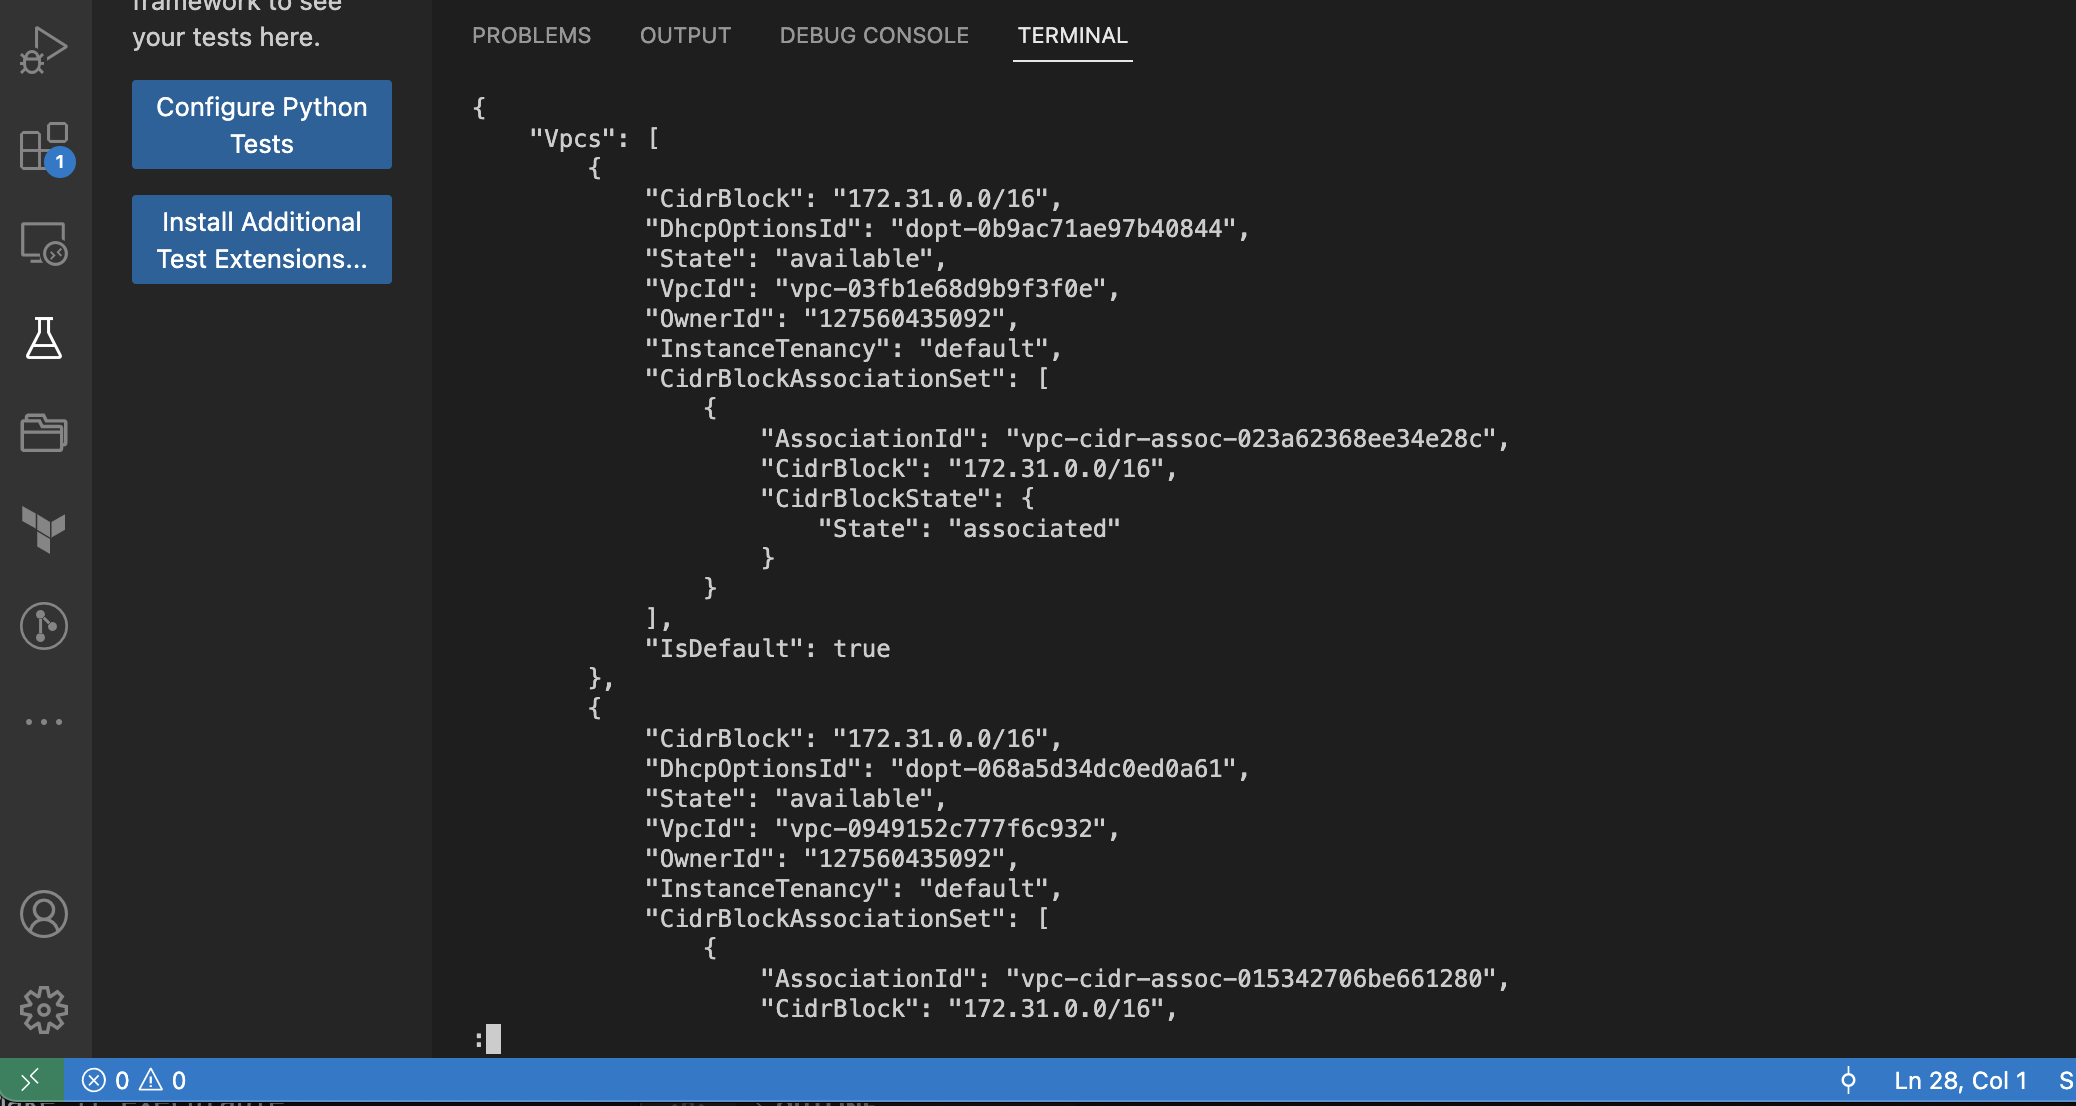 framework to see
your tests here.
Configure Python
Tests
Install Additional
Test Extensions...
1
PROBLEMS OUTPUT DEBUG CONSOLE TERMINAL
{
    "Vpcs": [
        {
            "CidrBlock": "172.31.0.0/16",
            "DhcpOptionsId": "dopt-0b9ac71ae97b40844",
            "State": "available",
            "VpcId": "vpc-03fb1e68d9b9f3f0e",
            "OwnerId": "127560435092",
            "InstanceTenancy": "default",
            "CidrBlockAssociationSet": [
                {
                    "AssociationId": "vpc-cidr-assoc-023a62368ee34e28c",
                    "CidrBlock": "172.31.0.0/16",
                    "CidrBlockState": {
                        "State": "associated"
                    }
                }
            ],
            "IsDefault": true
        },
        {
            "CidrBlock": "172.31.0.0/16",
            "DhcpOptionsId": "dopt-068a5d34dc0ed0a61",
            "State": "available",
            "VpcId": "vpc-0949152c777f6c932",
            "OwnerId": "127560435092",
            "InstanceTenancy": "default",
            "CidrBlockAssociationSet": [
                {
                    "AssociationId": "vpc-cidr-assoc-015342706be661280",
                    "CidrBlock": "172.31.0.0/16",
:
0 0 Ln 28, Col 1 S